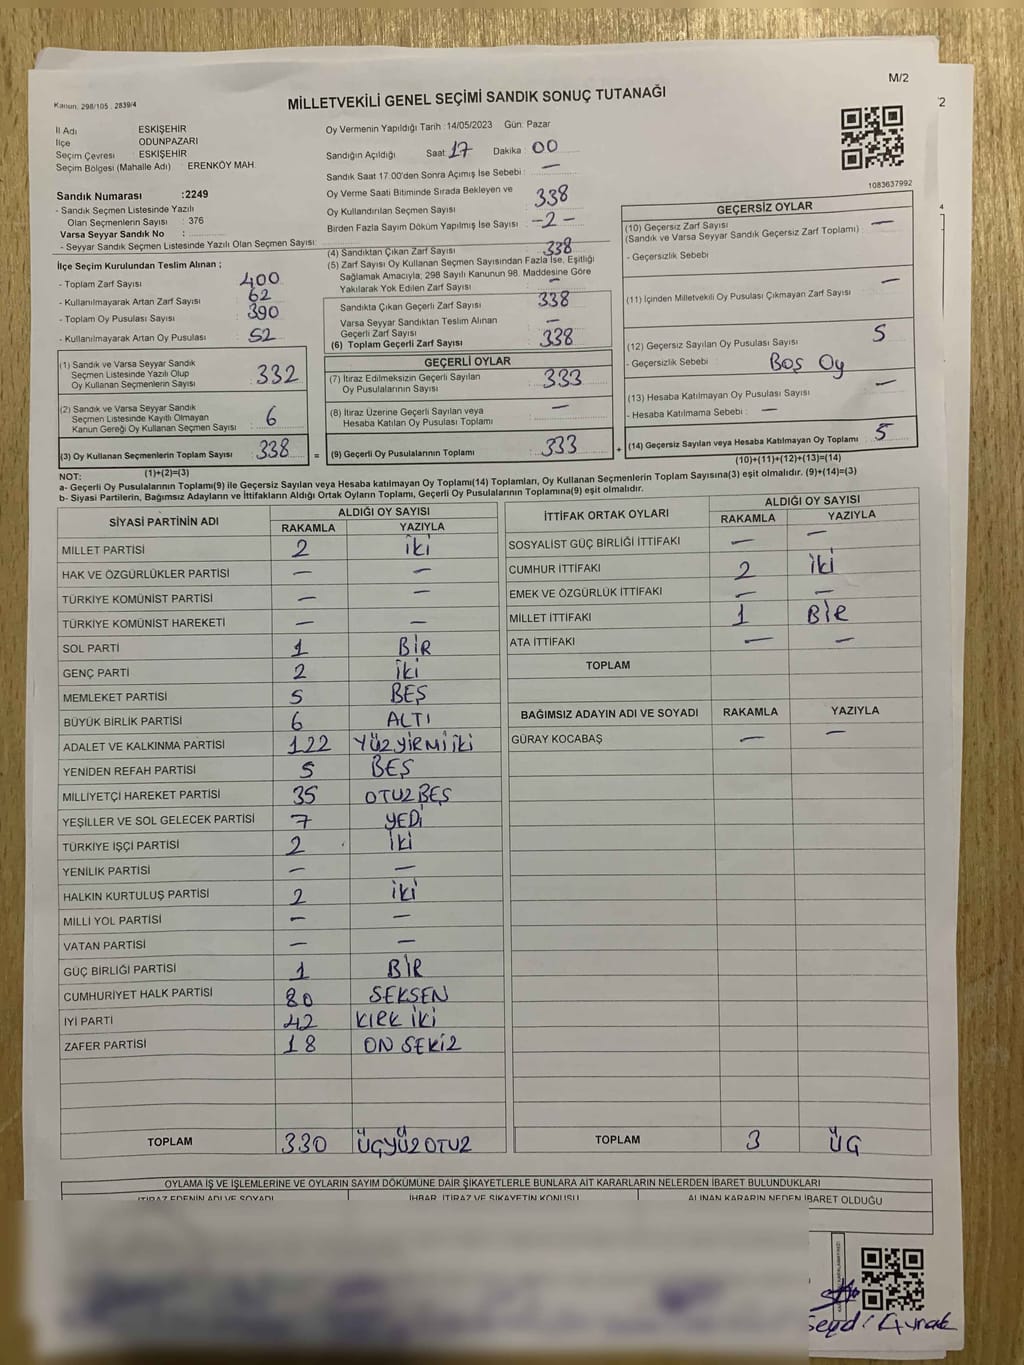 M/2
Kanun: 298/105 , 2839/4
MİLLETVEKİLİ GENEL SEÇİMİ SANDIK SONUÇ TUTANAĞI
İl Adı ESKİŞEHİR
İlçe ODUNPAZARI
Seçim Çevresi : ESKİŞEHİR
Seçim Bölgesi (Mahalle Adı) : ERENKÖY MAH.
Sandık Numarası :2249
- Sandık Seçmen Listesinde Yazılı
Olan Seçmenlerin Sayısı : 376
Varsa Seyyar Sandık No :
- Seyyar Sandık Seçmen Listesinde Yazılı Olan Seçmen Sayısı:
İlçe Seçim Kurulundan Teslim Alınan ;
- Toplam Zarf Sayısı : 400
- Kullanılmayarak Artan Zarf Sayısı : 62
- Toplam Oy Pusulası Sayısı : 390
- Kullanılmayarak Artan Oy Pusulası : 52
(1) Sandık ve Varsa Seyyar Sandık
Seçmen Listesinde Yazılı Olup
Oy Kullanan Seçmenlerin Sayısı : 332
(2) Sandık ve Varsa Seyyar Sandık
Seçmen Listesinde Kayıtlı Olmayan
Kanun Gereği Oy Kullanan Seçmen Sayısı : 6
(3) Oy Kullanan Seçmenlerin Toplam Sayısı : 338
(1)+(2)=(3)
Oy Vermenin Yapıldığı Tarih : 14/05/2023 Gün: Pazar
Sandığın Açıldığı Saat: 17 Dakika : 00
Sandık Saat 17:00'den Sonra Açımış İse Sebebi : —
Oy Verme Saati Bitiminde Sırada Bekleyen ve
Oy Kullandırılan Seçmen Sayısı : 338
Birden Fazla Sayım Döküm Yapılmış İse Sayısı : -2-
(4) Sandıktan Çıkan Zarf Sayısı : 338
(5) Zarf Sayısı Oy Kullanan Seçmen Sayısından Fazla İse, Eşitliği
Sağlamak Amacıyla; 298 Sayılı Kanunun 98. Maddesine Göre
Yakılarak Yok Edilen Zarf Sayısı : —
Sandıkta Çıkan Geçerli Zarf Sayısı : 338
Varsa Seyyar Sandıktan Teslim Alınan
Geçerli Zarf Sayısı : —
(6) Toplam Geçerli Zarf Sayısı : 338
GEÇERLİ OYLAR
(7) İtiraz Edilmeksizin Geçerli Sayılan
Oy Pusulalarının Sayısı : 333
(8) İtiraz Üzerine Geçerli Sayılan veya
Hesaba Katılan Oy Pusulası Toplamı : —
= (9) Geçerli Oy Pusulalarının Toplamı : 333 +
1083637992
GEÇERSİZ OYLAR
(10) Geçersiz Zarf Sayısı : —
(Sandık ve Varsa Seyyar Sandık Geçersiz Zarf Toplamı)
- Geçersizlik Sebebi :
(11) İçinden Milletvekili Oy Pusulası Çıkmayan Zarf Sayısı : —
(12) Geçersiz Sayılan Oy Pusulası Sayısı : 5
- Geçersizlik Sebebi : Boş Oy
(13) Hesaba Katılmayan Oy Pusulası Sayısı : —
- Hesaba Katılmama Sebebi : —
(14) Geçersiz Sayılan veya Hesaba Katılmayan Oy Toplamı : 5
(10)+(11)+(12)+(13)=(14)
NOT:
a- Geçerli Oy Pusulasının Toplamı(9) ile Geçersiz Sayılan veya Hesaba katılmayan Oy Toplamı(14) Toplamları, Oy Kullanan Seçmenlerin Toplam Sayısına(3) eşit olmalıdır. (9)+(14)=(3)
b- Siyasi Partilerin, Bağımsız Adayların ve İttifakların Aldığı Ortak Oyların Toplamı, Geçerli Oy Pusulalarının Toplamına(9) eşit olmalıdır.
SİYASİ PARTİNİN ADI ALDIĞI OY SAYISI
RAKAMLA YAZIYLA
MİLLET PARTİSİ 2 iki
HAK VE ÖZGÜRLÜKLER PARTİSİ — —
TÜRKİYE KOMÜNİST PARTİSİ — —
TÜRKİYE KOMÜNİST HAREKETİ — —
SOL PARTİ 1 BİR
GENÇ PARTİ 2 iki
MEMLEKET PARTİSİ 5 BEŞ
BÜYÜK BİRLİK PARTİSİ 6 ALTI
ADALET VE KALKINMA PARTİSİ 122 YÜZYİRMİiki
YENİDEN REFAH PARTİSİ 5 BEŞ
MİLLİYETÇİ HAREKET PARTİSİ 35 OTUZBEŞ
YEŞİLLER VE SOL GELECEK PARTİSİ 7 YEDİ
TÜRKİYE İŞÇİ PARTİSİ 2 iki
YENİLİK PARTİSİ — —
HALKIN KURTULUŞ PARTİSİ 2 iki
MİLLİ YOL PARTİSİ — —
VATAN PARTİSİ — —
GÜÇ BİRLİĞİ PARTİSİ 1 BİR
CUMHURİYET HALK PARTİSİ 80 SEKSEN
İYİ PARTİ 42 KIRK İKİ
ZAFER PARTİSİ 18 ON SEKİZ
TOPLAM 330 ÜÇYÜZOTUZ
İTTİFAK ORTAK OYLARI ALDIĞI OY SAYISI
RAKAMLA YAZIYLA
SOSYALİST GÜÇ BİRLİĞİ İTTİFAKI — —
CUMHUR İTTİFAKI 2 iki
EMEK VE ÖZGÜRLÜK İTTİFAKI — —
MİLLET İTTİFAKI 1 BİR
ATA İTTİFAKI — —
TOPLAM
BAĞIMSIZ ADAYIN ADI VE SOYADI RAKAMLA YAZIYLA
GÜRAY KOCABAŞ — —
TOPLAM 3 ÜÇ
OYLAMA İŞ VE İŞLEMLERİNE VE OYLARIN SAYIM DÖKÜMÜNE DAİR ŞİKAYETLERLE BUNLARA AİT KARARLARIN NELERDEN İBARET BULUNDUKLARI
İTİRAZ EDENİN ADI VE SOYADI İHBAR, İTİRAZ VE ŞİKAYETİN KONUSU ALINAN KARARIN NEDEN İBARET OLDUĞU